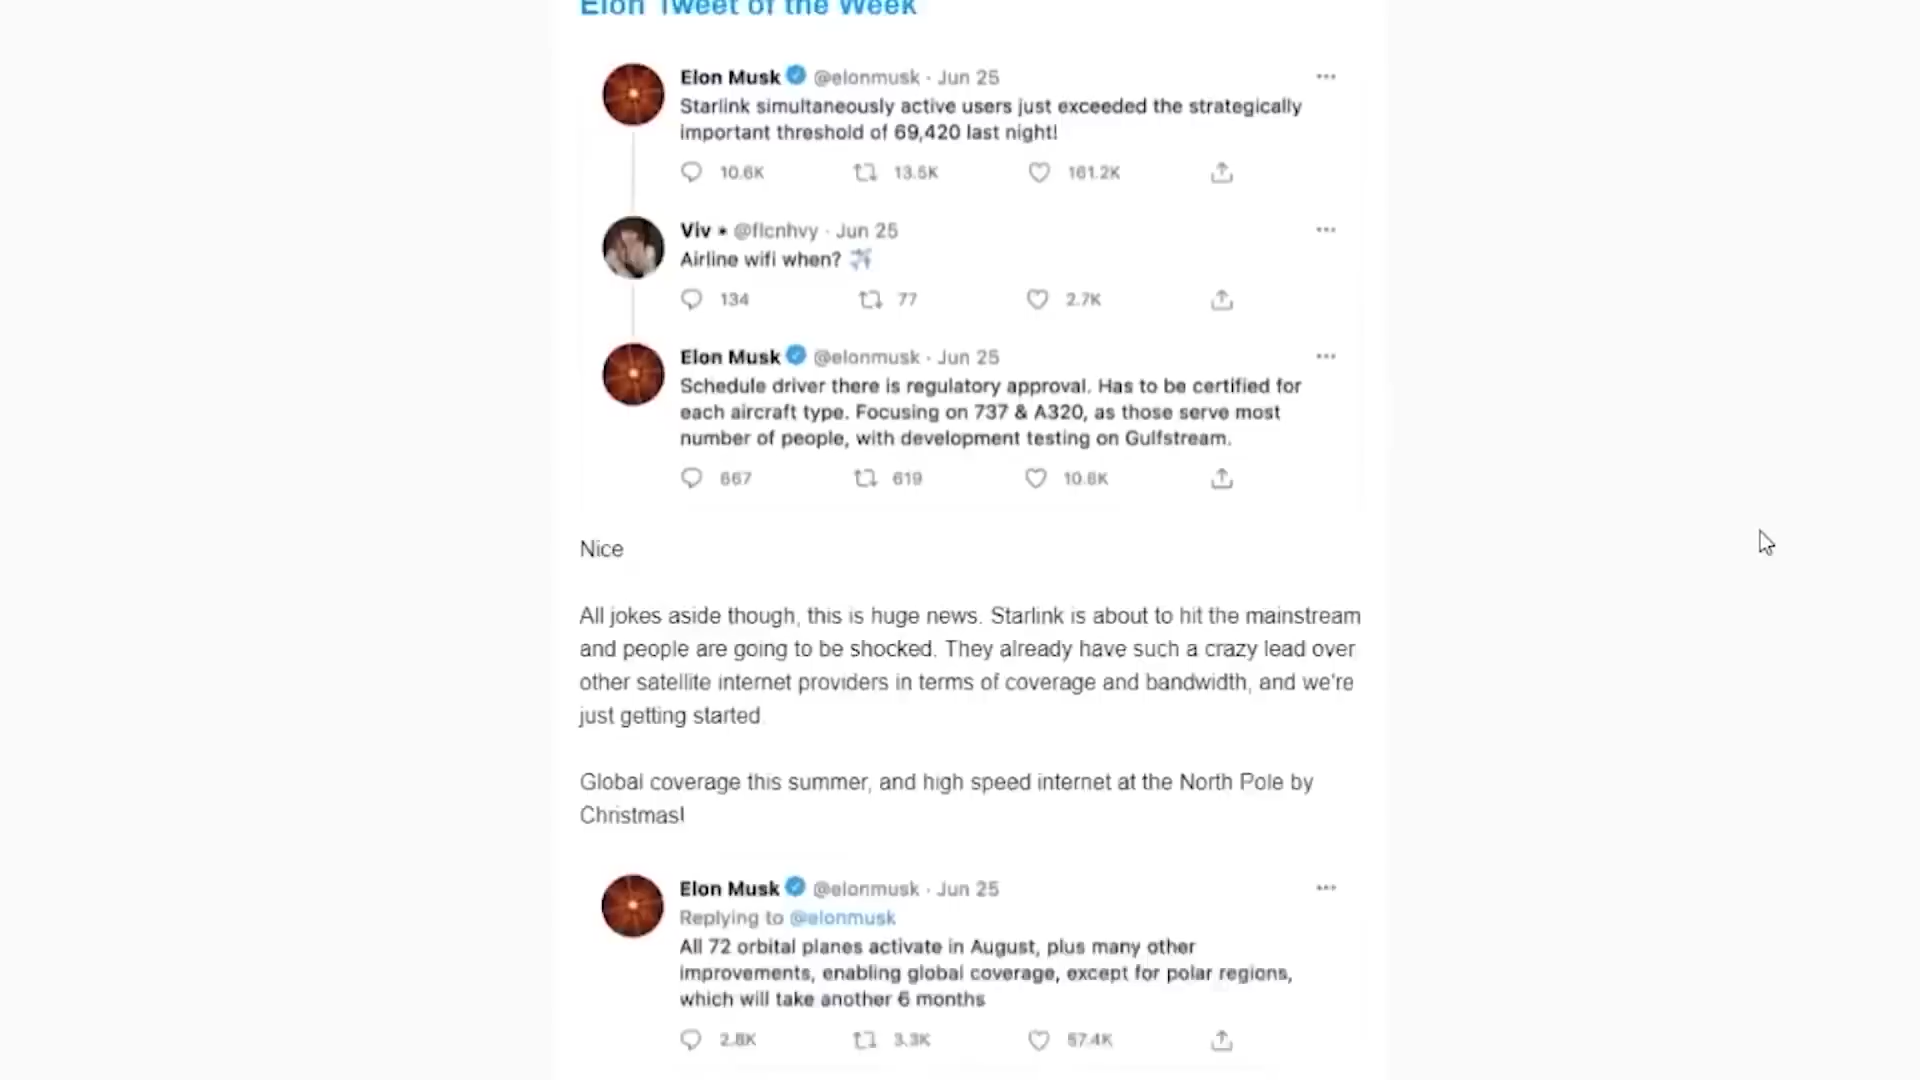 Elon Tweet of the Week
Elon Musk @elonmusk · Jun 25
Starlink simultaneously active users just exceeded the strategically
important threshold of 69,420 last night!
10.6K 13.5K 161.2K
Viv • @flcnhvy · Jun 25
Airline wifi when?
134 77 2.7K
Elon Musk @elonmusk · Jun 25
Schedule driver there is regulatory approval. Has to be certified for
each aircraft type. Focusing on 737 & A320, as those serve most
number of people, with development testing on Gulfstream.
667 619 10.8K
Nice
All jokes aside though, this is huge news. Starlink is about to hit the mainstream
and people are going to be shocked. They already have such a crazy lead over
other satellite internet providers in terms of coverage and bandwidth, and we're
just getting started.
Global coverage this summer, and high speed internet at the North Pole by
Christmas!
Elon Musk @elonmusk · Jun 25
Replying to @elonmusk
All 72 orbital planes activate in August, plus many other
improvements, enabling global coverage, except for polar regions,
which will take another 6 months
2.8K 3.3K 57.4K